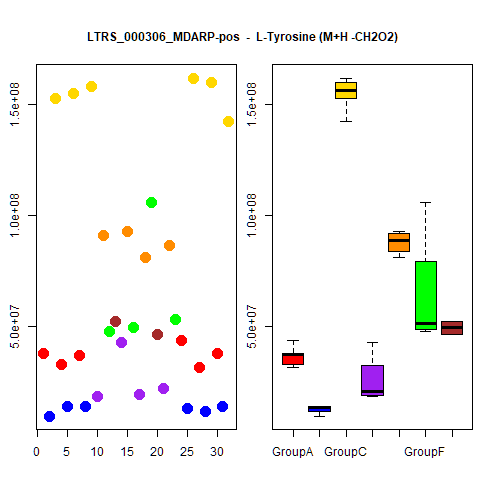 LTRS_000306_MDARP-pos - L-Tyrosine (M+H -CH2O2)
1.5e+08
1.0e+08
5.0e+07
0 5 10 15 20 25 30
1.5e+08
1.0e+08
5.0e+07
GroupA GroupC GroupF